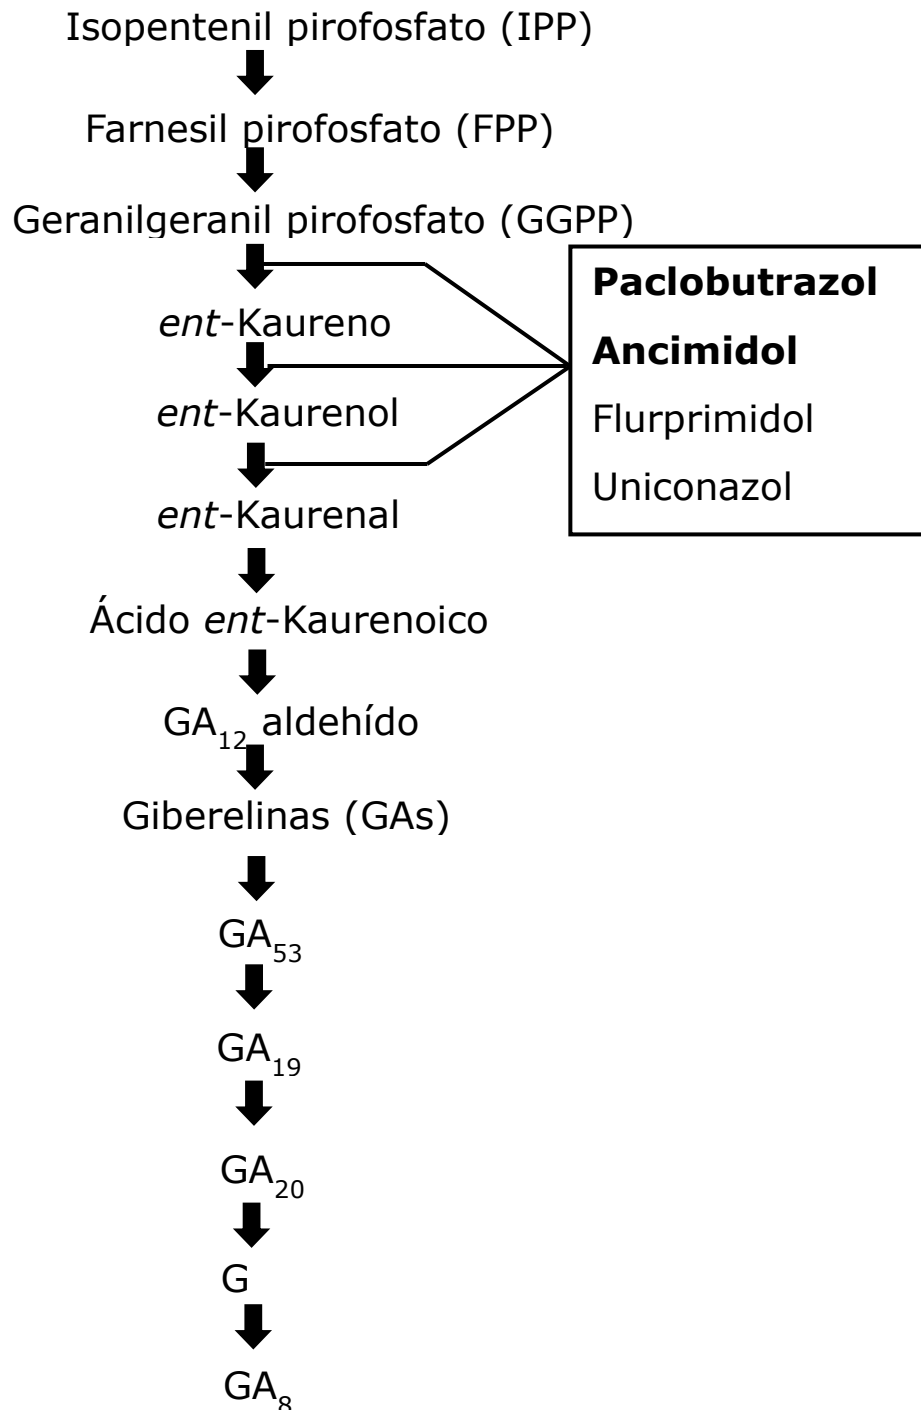 Isopentenil pirofosfato (IPP)
Farnesil pirofosfato (FPP)
Geranilgeranil pirofosfato (GGPP)
ent-Kaureno
ent-Kaurenol
ent-Kaurenal
Ácido ent-Kaurenoico
GA12 aldehído
Giberelinas (GAs)
GA53
GA19
GA20
G
GA8
Paclobutrazol
Ancimidol
Flurprimidol
Uniconazol